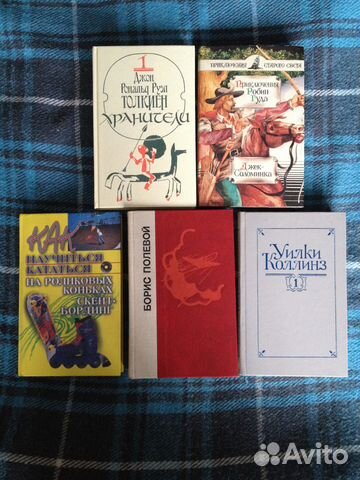 1
Джон
Рональд Руэл
ТОЛКИЕН
ХРАНИТЕЛИ
ПРИКЛЮЧЕНИЯ СТАРОГО СВЕТА
Приключения
Робин
Гуда
Джек-
Соломинка
КАК
НАУЧИТЬСЯ
КАТАТЬСЯ
НА РОЛИКОВЫХ
КОНЬКАХ
СКЕЙТ-
БОРДИНГ
БОРИС ПОЛЕВОЙ
Уилки
Коллинз
1
Avito